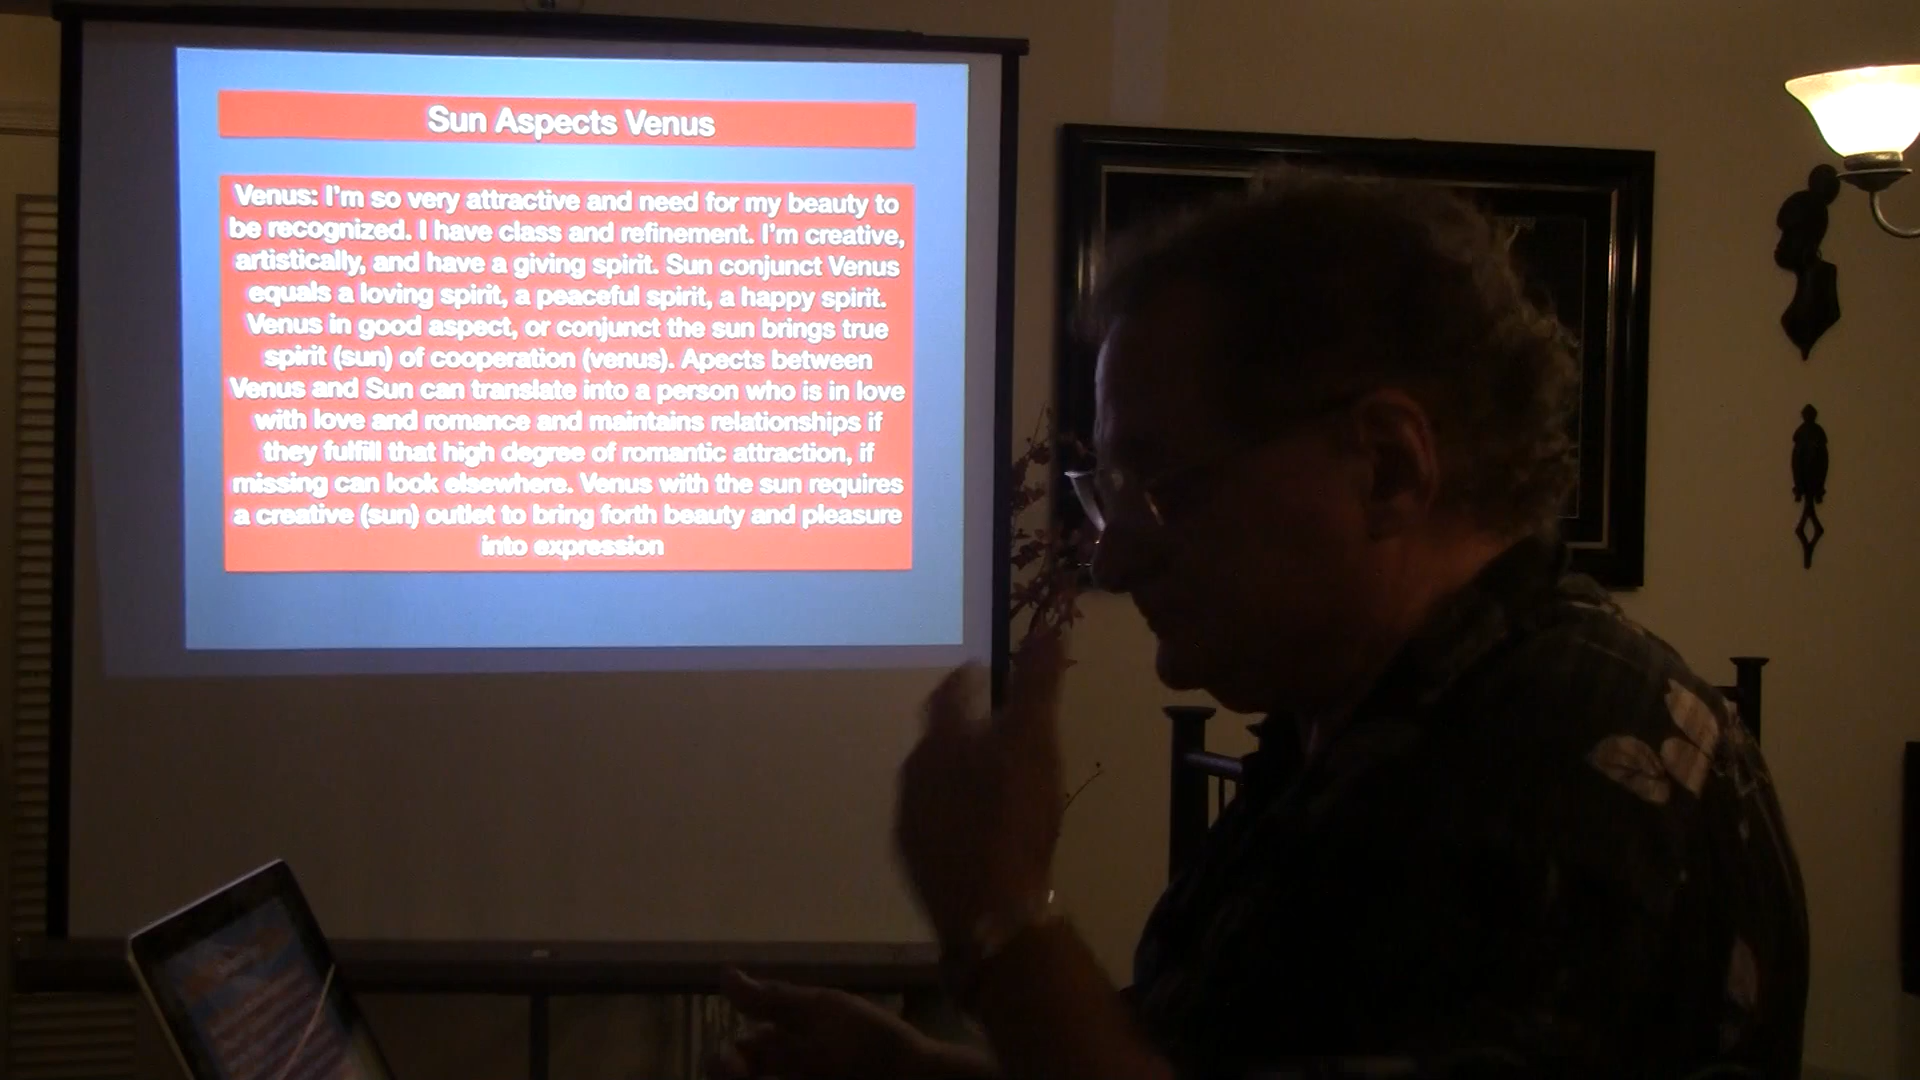 Sun Aspects Venus
Venus: I'm so very attractive and need for my beauty to
be recognized. I have class and refinement. I'm creative,
artistically, and have a giving spirit. Sun conjunct Venus
equals a loving spirit, a peaceful spirit, a happy spirit.
Venus in good aspect, or conjunct the sun brings true
spirit (sun) of cooperation (venus). Apects between
Venus and Sun can translate into a person who is in love
with love and romance and maintains relationships if
they fulfill that high degree of romantic attraction, if
missing can look elsewhere. Venus with the sun requires
a creative (sun) outlet to bring forth beauty and pleasure
into expression